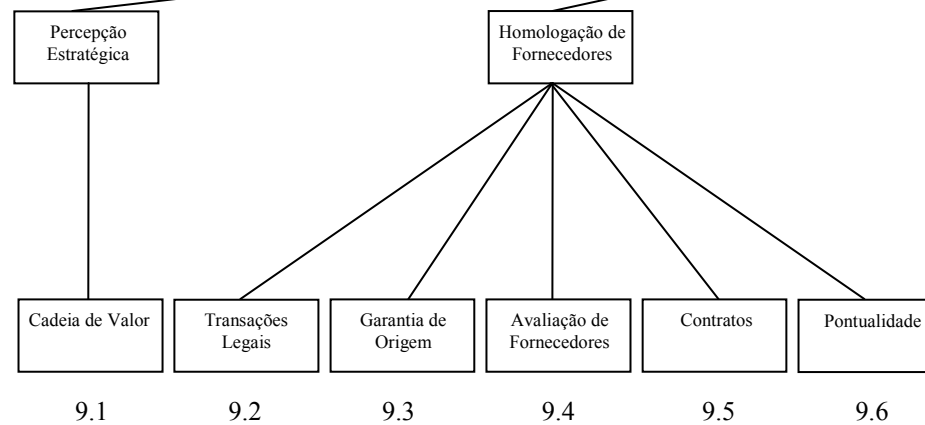 Percepção
Estratégica
Homologação de
Fornecedores
Cadeia de Valor
Transações
Legais
Garantia de
Origem
Avaliação de
Fornecedores
Contratos
Pontualidade
9.1
9.2
9.3
9.4
9.5
9.6